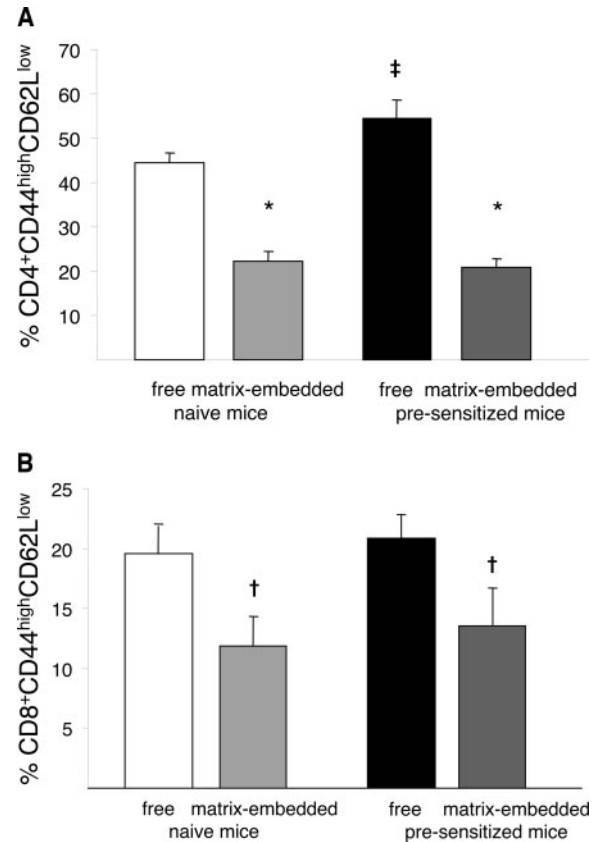 A
% CD4+CD44highCD62Llow
70
60
50
40
30
20
10
‡
*
*
free matrix-embedded free matrix-embedded
naive mice pre-sensitized mice
B
% CD8+CD44highCD62Llow
25
20
15
10
5
†
†
free matrix-embedded free matrix-embedded
naive mice pre-sensitized mice